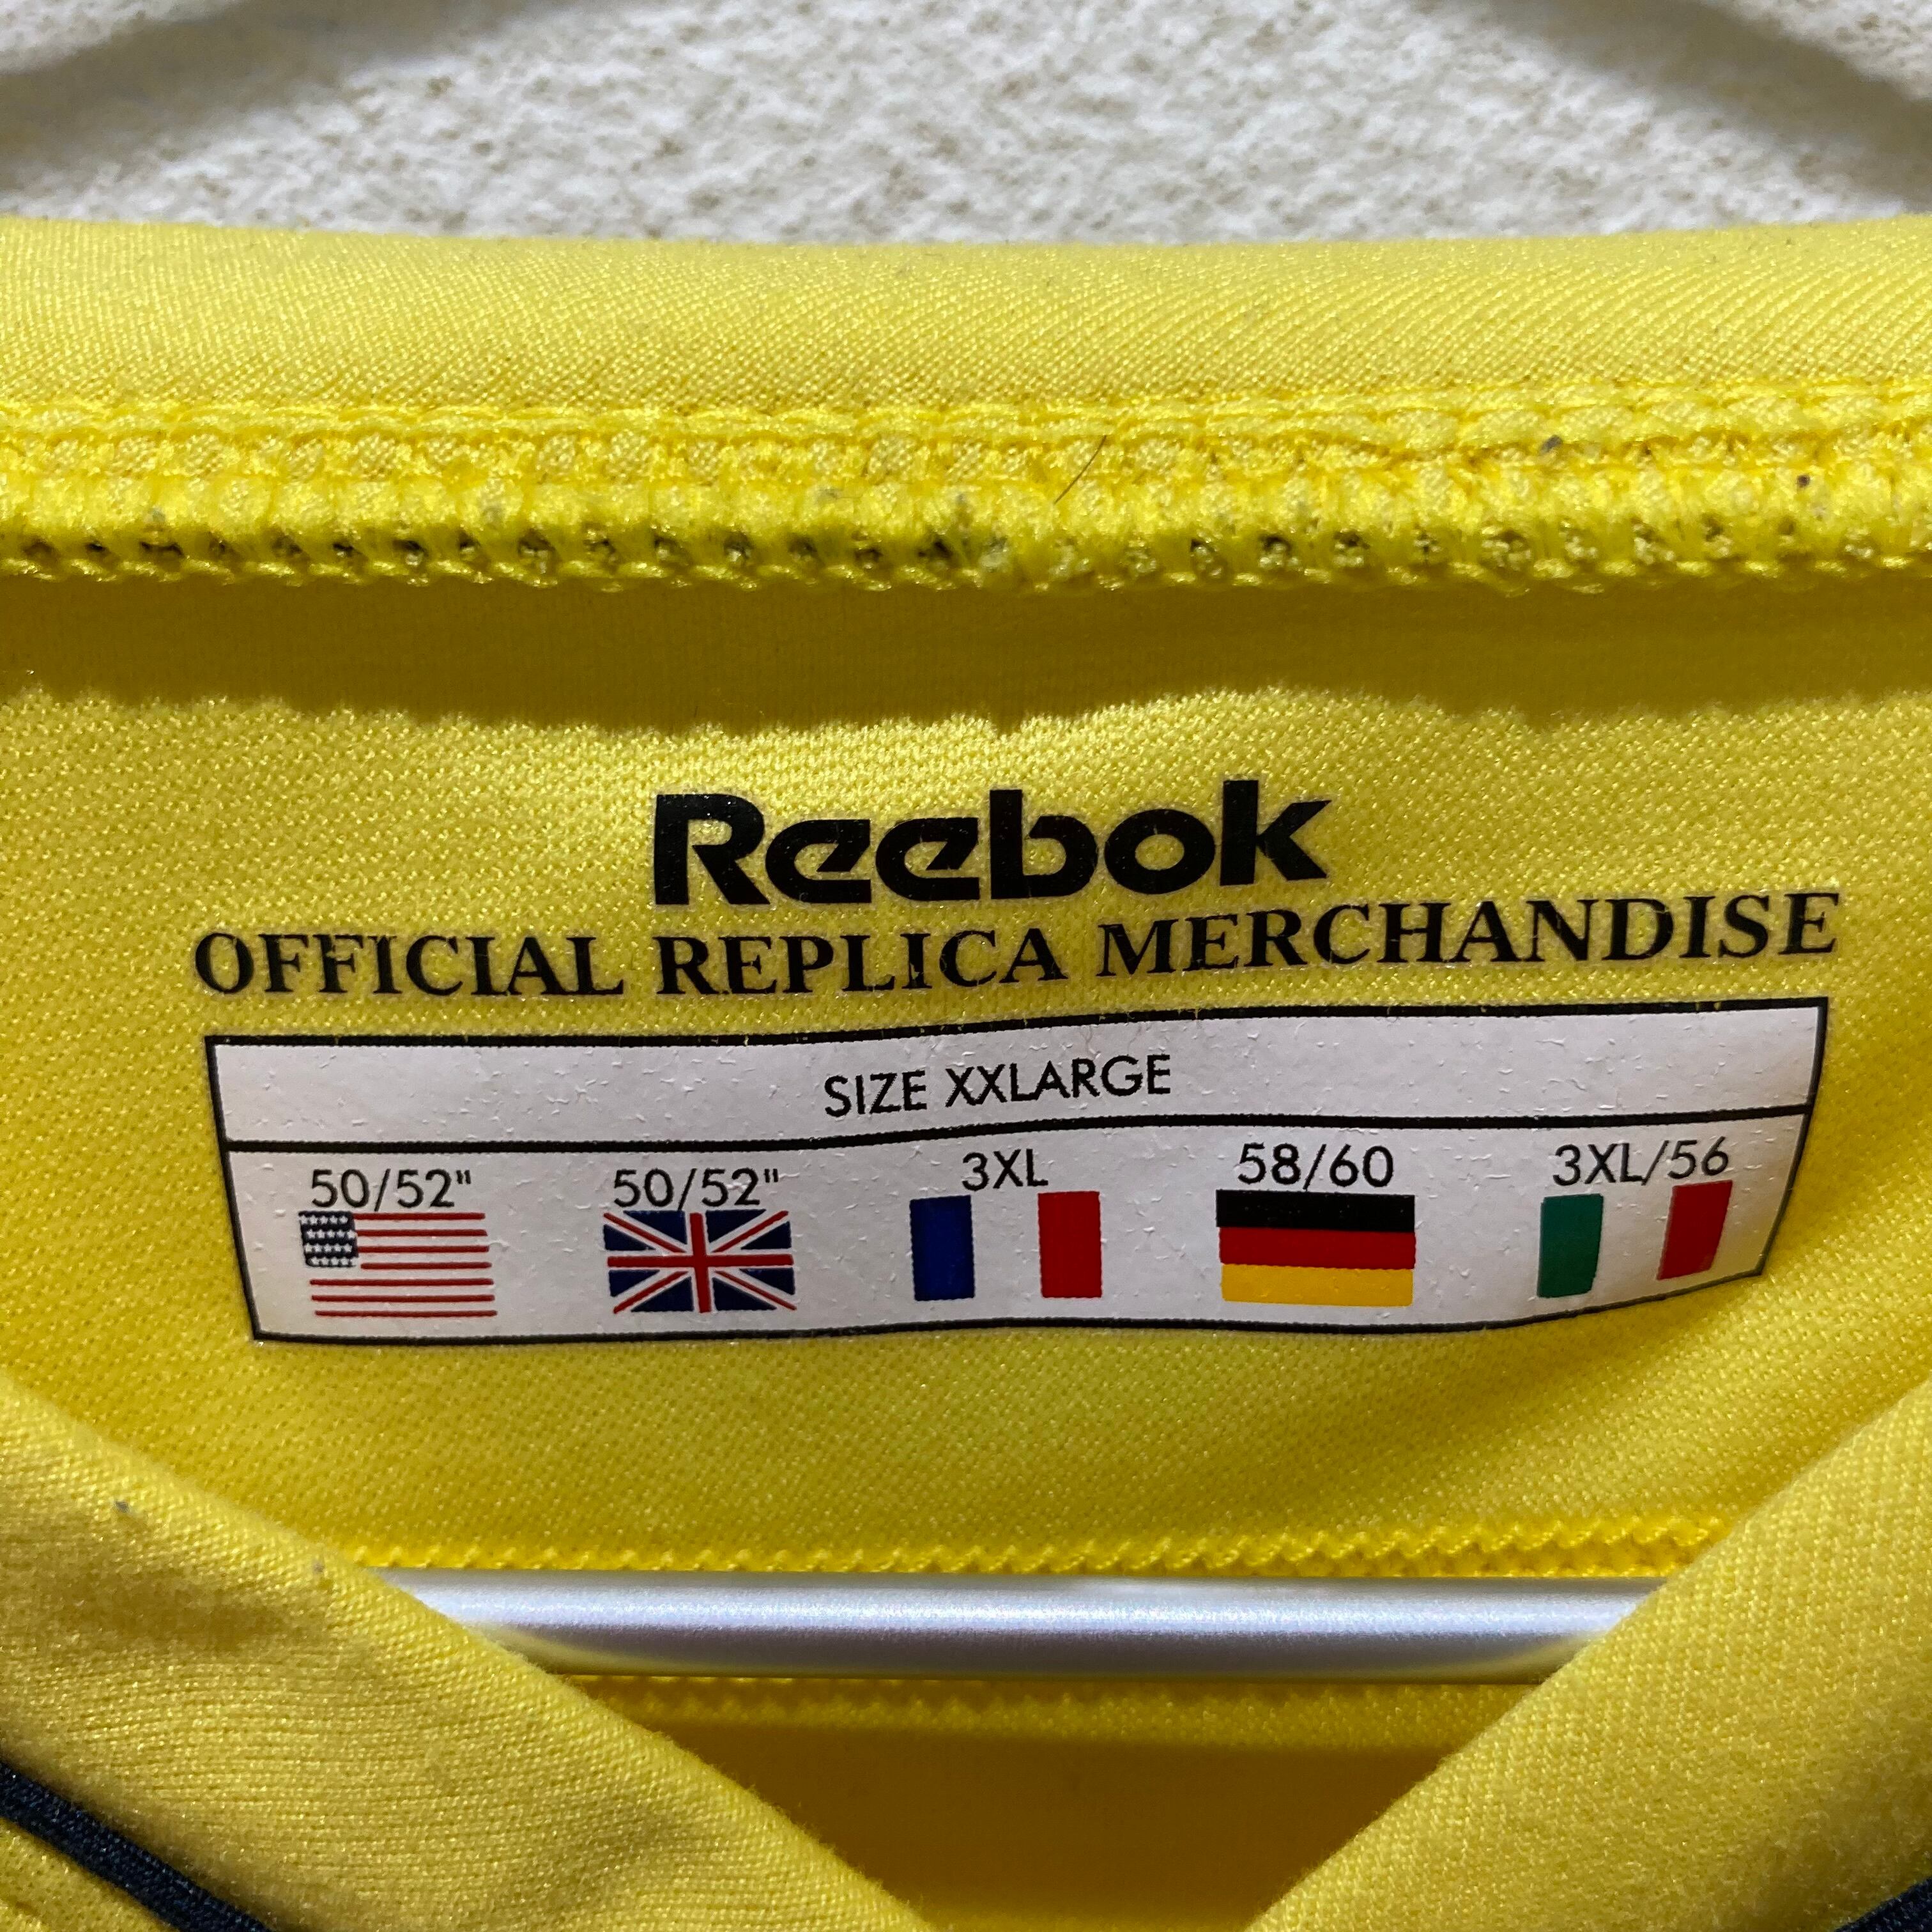 Reebok
OFFICIAL REPLICA MERCHANDISE
SIZE XXLARGE
50/52" 50/52" 3XL 58/60 3XL/56